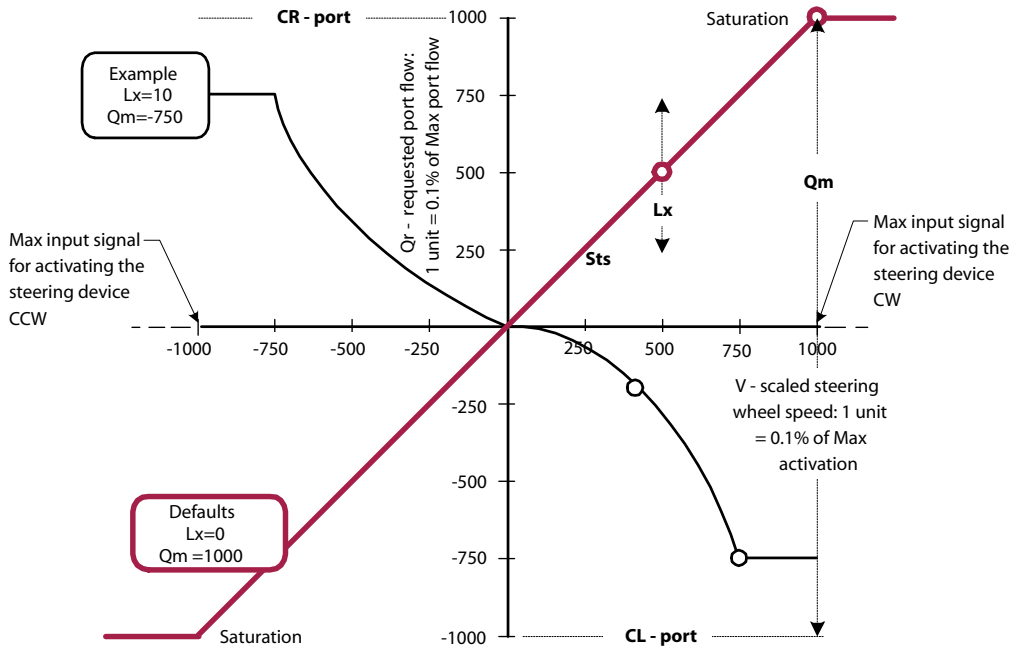 CR - port
1000
Saturation
Example
Lx=10
Qm=-750
Qr - requested port flow:
1 unit = 0.1% of Max port flow
750
500
250
Lx
Qm
Sts
Max input signal
for activating the
steering device
CCW
Max input signal
for activating the
steering device
CW
-1000
-750
-500
-250
250
500
750
1000
-250
-500
-750
-1000
V - scaled steering
wheel speed: 1 unit
= 0.1% of Max
activation
Defaults
Lx=0
Qm =1000
Saturation
CL - port